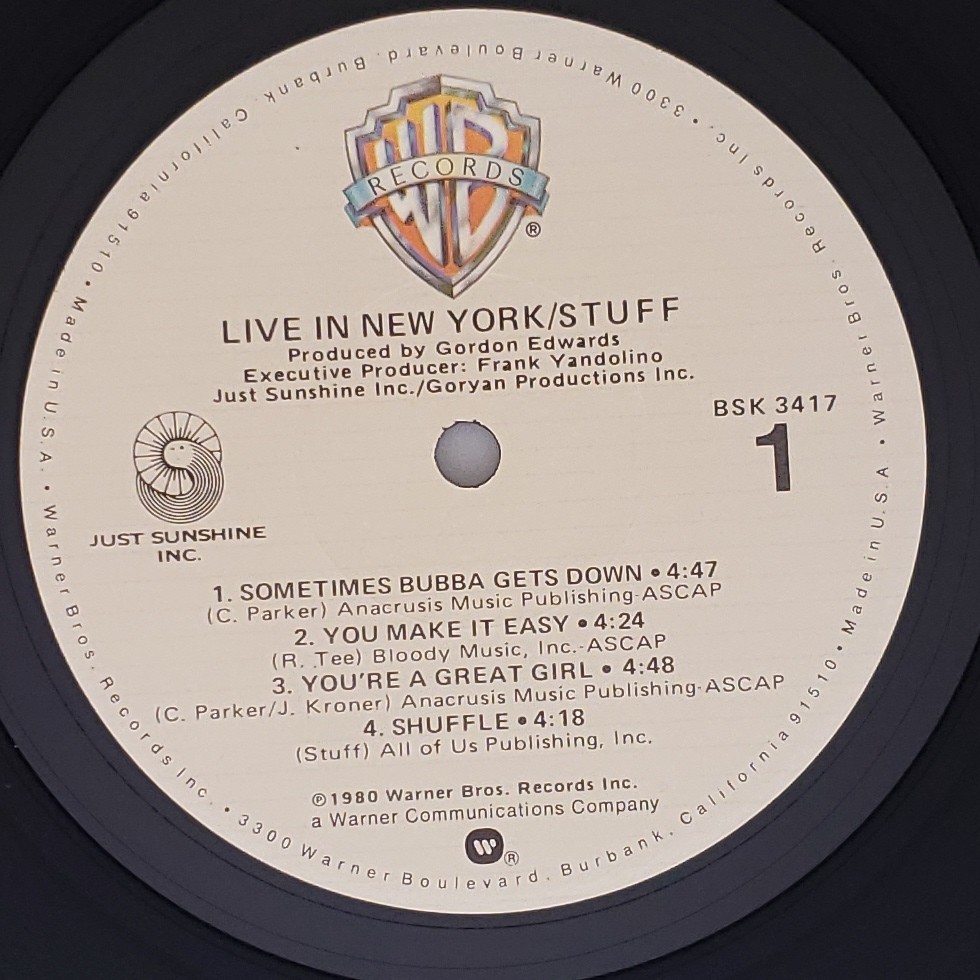 Warner Bros. Records Inc. • 3300 Warner Boulevard. Burbank. California 91510 • Made in U.S.A. • Warner Bros. Records Inc. • 3300 Warner Boulevard. Burbank. California 91510 • Made in U.S.A •
WB
RECORDS
®
LIVE IN NEW YORK/STUFF
Produced by Gordon Edwards
Executive Producer: Frank Yandolino
Just Sunshine Inc./Goryan Productions Inc.
BSK 3417
1
JUST SUNSHINE
INC.
1. SOMETIMES BUBBA GETS DOWN • 4:47
(C. Parker) Anacrusis Music Publishing-ASCAP
2. YOU MAKE IT EASY • 4:24
(R. Tee) Bloody Music, Inc.-ASCAP
3. YOU'RE A GREAT GIRL • 4:48
(C. Parker/J. Kroner) Anacrusis Music Publishing-ASCAP
4. SHUFFLE • 4:18
(Stuff) All of Us Publishing, Inc.
℗1980 Warner Bros. Records Inc.
a Warner Communications Company
W®